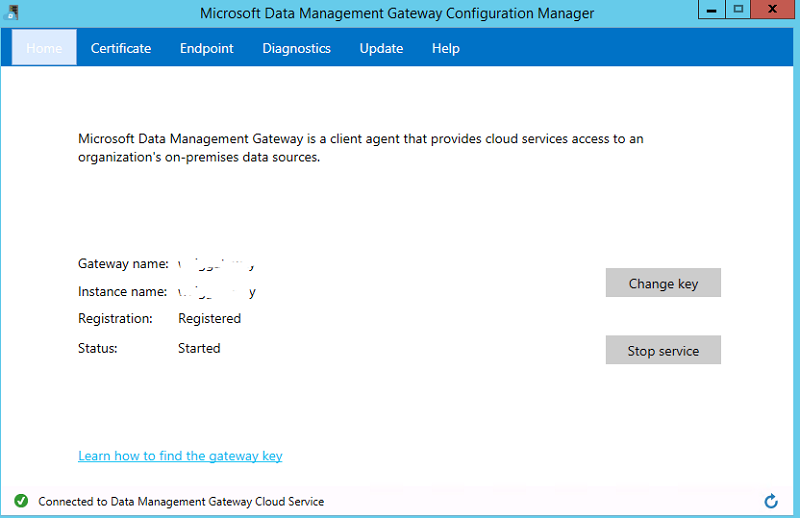 Microsoft Data Management Gateway Configuration Manager
Home Certificate Endpoint Diagnostics Update Help
Microsoft Data Management Gateway is a client agent that provides cloud services access to an
organization's on-premises data sources.
Gateway name:
Instance name:
Change key
Registration: Registered
Status: Started
Stop service
Learn how to find the gateway key
Connected to Data Management Gateway Cloud Service